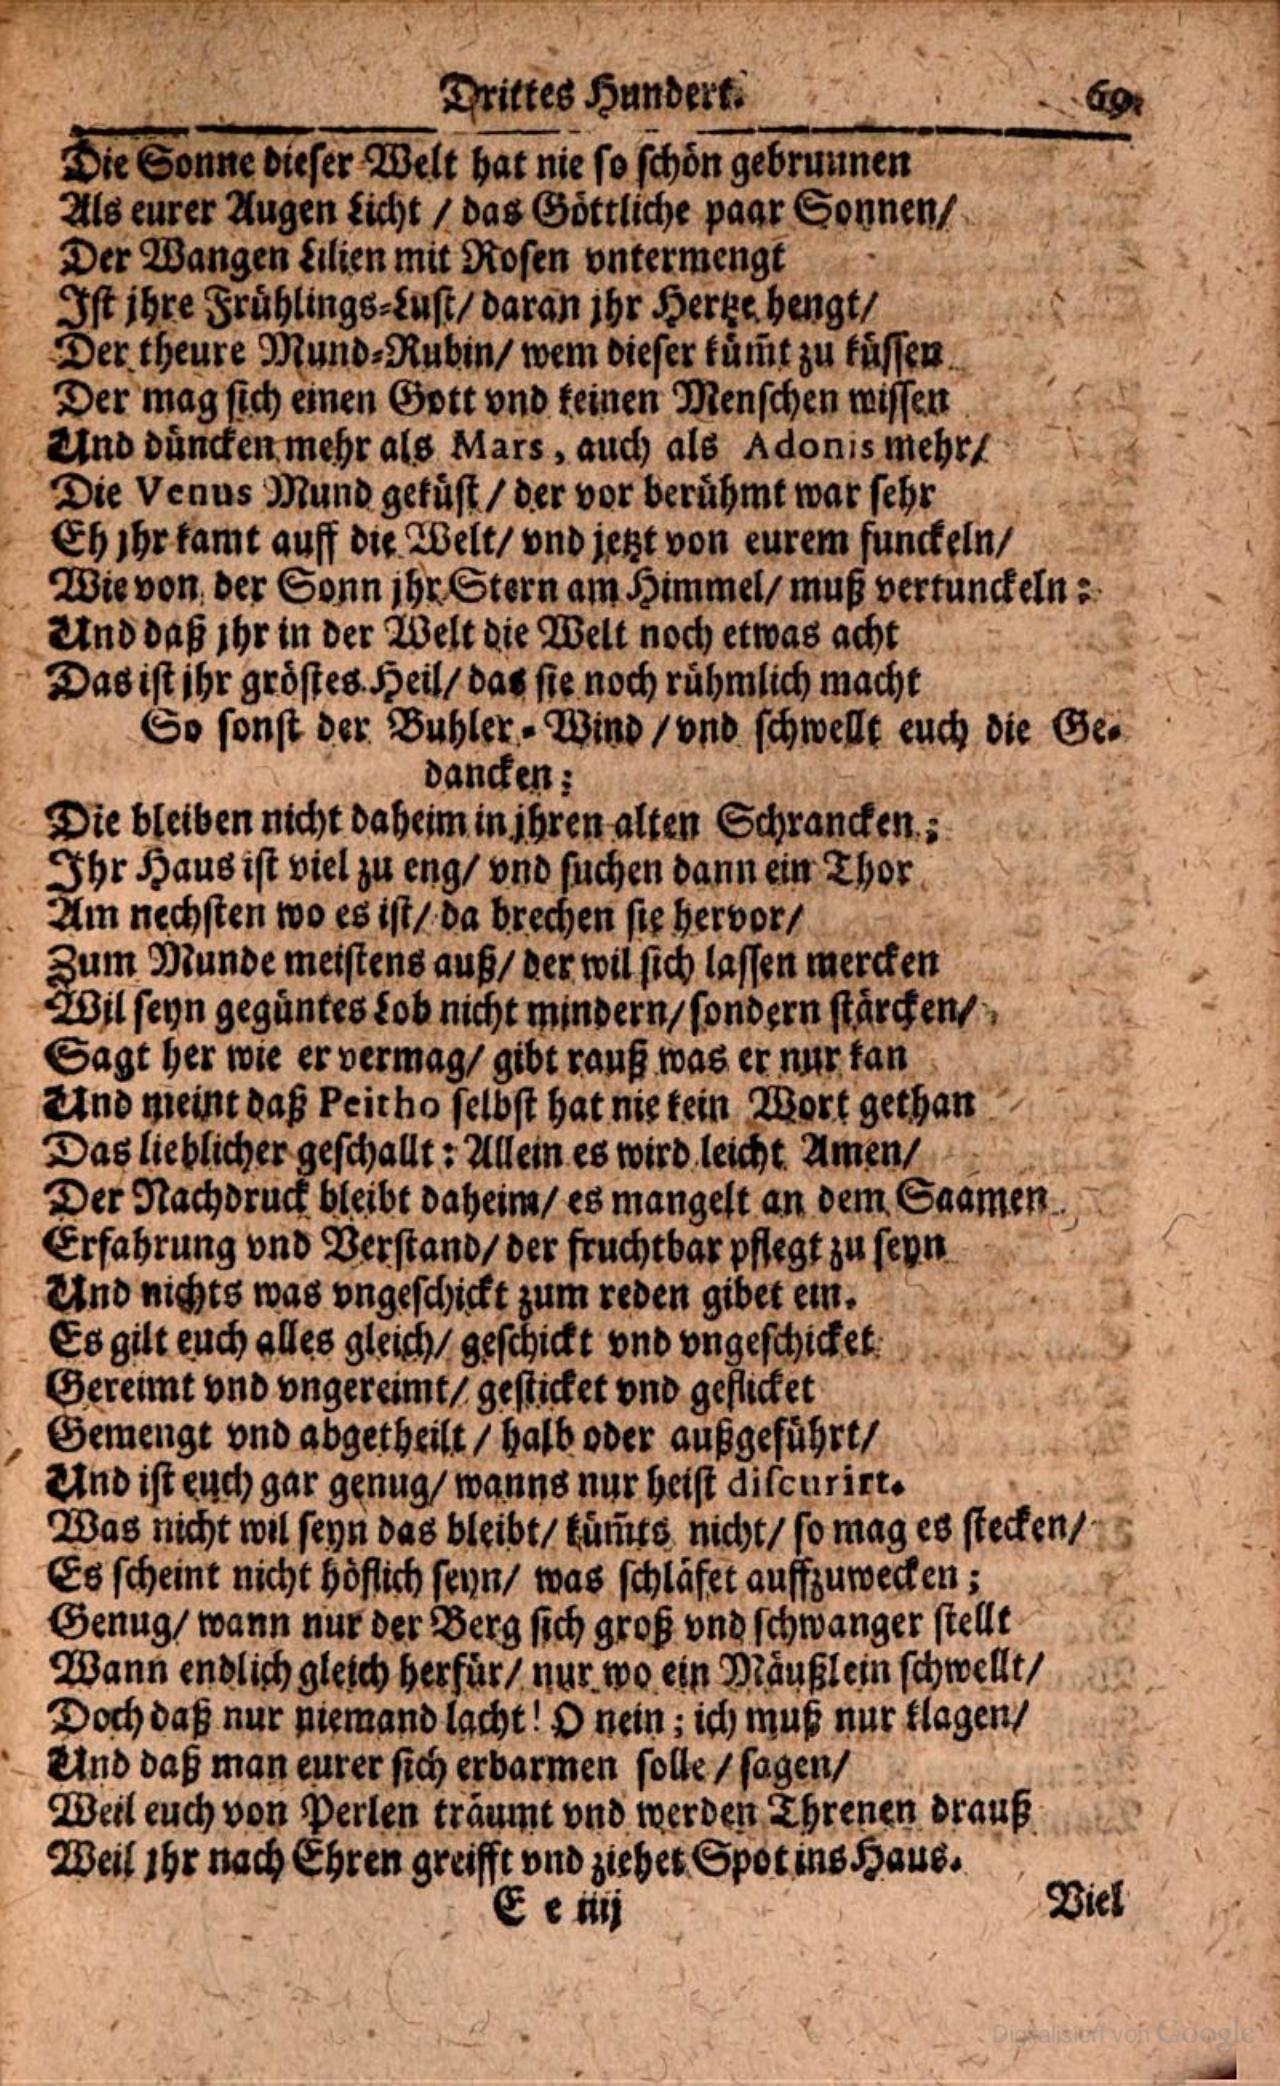 Drittes Hundert. 69.
Die Sonne dieser Welt hat nie so schön gebrunnen
Als eurer Augen Licht / das Göttliche paar Sonnen/
Der Wangen Lilien mit Rosen vntermengt
Ist jhre Frühlings-Lust/ daran jhr Hertze hengt/
Der theure Mund-Rubin/ wem dieser küm̃t zu küssen
Der mag sich einen Gott vnd keinen Menschen wissen
Und düncken mehr als Mars, auch als Adonis mehr/
Die Venus Mund geküst / der vor berühmt war sehr
Eh jhr kamt auff die Welt/ vnd jetzt von eurem funckeln/
Wie von der Sonn jhr Stern am Himmel/ muß vertunckeln:
Und daß jhr in der Welt die Welt noch etwas acht
Das ist jhr gröstes Heil/ das sie noch rühmlich macht
So sonst der Buhler-Wind / vnd schwellt euch die Ge-
dancken:
Die bleiben nicht daheim in jhren alten Schrancken;
Ihr Haus ist viel zu eng/ vnd suchen dann ein Thor
Am nechsten wo es ist/ da brechen sie hervor/
Zum Munde meistens auß/ der wil sich lassen mercken
Wil seyn gegüntes Lob nicht mindern/ sondern stärcken/
Sagt her wie er vermag/ gibt rauß was er nur kan
Und meint daß Peitho selbst hat nie kein Wort gethan
Das lieblicher geschallt: Allein es wird leicht Amen/
Der Nachdruck bleibt daheim/ es mangelt an dem Saamen
Erfahrung vnd Verstand/ der fruchtbar pflegt zu seyn
Und nichts was vngeschickt zum reden gibet ein.
Es gilt euch alles gleich/ geschickt vnd vngeschicket
Gereimt vnd vngereimt/ gesticket vnd geflicket
Gemengt vnd abgetheilt / halb oder außgeführt/
Und ist euch gar genug/ wanns nur heist discurirt.
Was nicht wil seyn das bleibt/ küm̃ts nicht/ so mag es stecken/
Es scheint nicht höflich seyn/ was schläfet auffzuwecken;
Genug/ wann nur der Berg sich groß vnd schwanger stellt
Wann endlich gleich herfür/ nur wo ein Mäußlein schwellt/
Doch daß nur niemand lacht! O nein; ich muß nur klagen/
Und daß man eurer sich erbarmen solle / sagen/
Weil euch von Perlen träumt vnd werden Threnen drauß
Weil jhr nach Ehren greifft vnd ziehet Spot ins Haus.
E e iiij Viel
Digitalisiert von Google